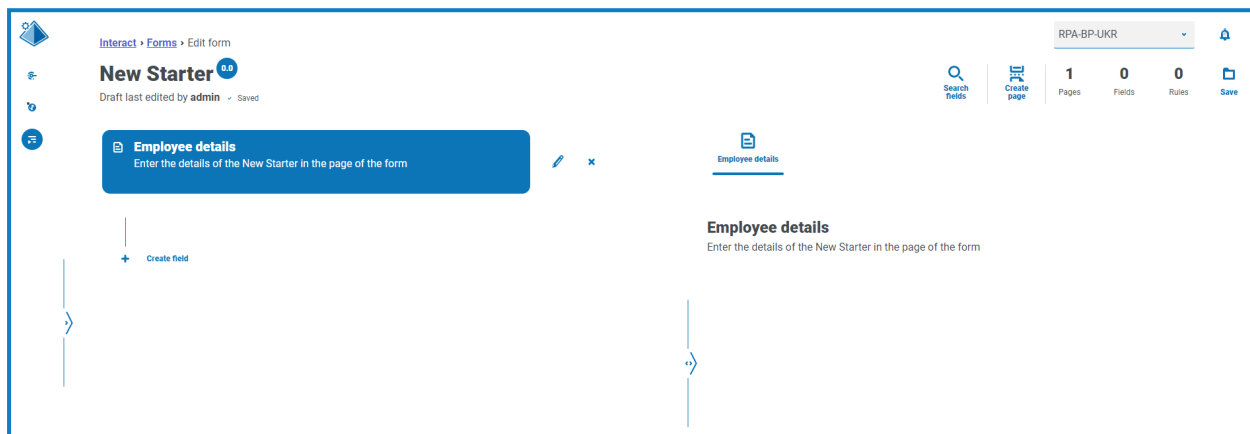 RPA-BP-UKR
Interact › Forms › Edit form
New Starter 0.0
Draft last edited by admin Saved
Search fields
Create page
1 Pages
0 Fields
0 Rules
Save
Employee details
Enter the details of the New Starter in the page of the form
Create field
Employee details
Employee details
Enter the details of the New Starter in the page of the form